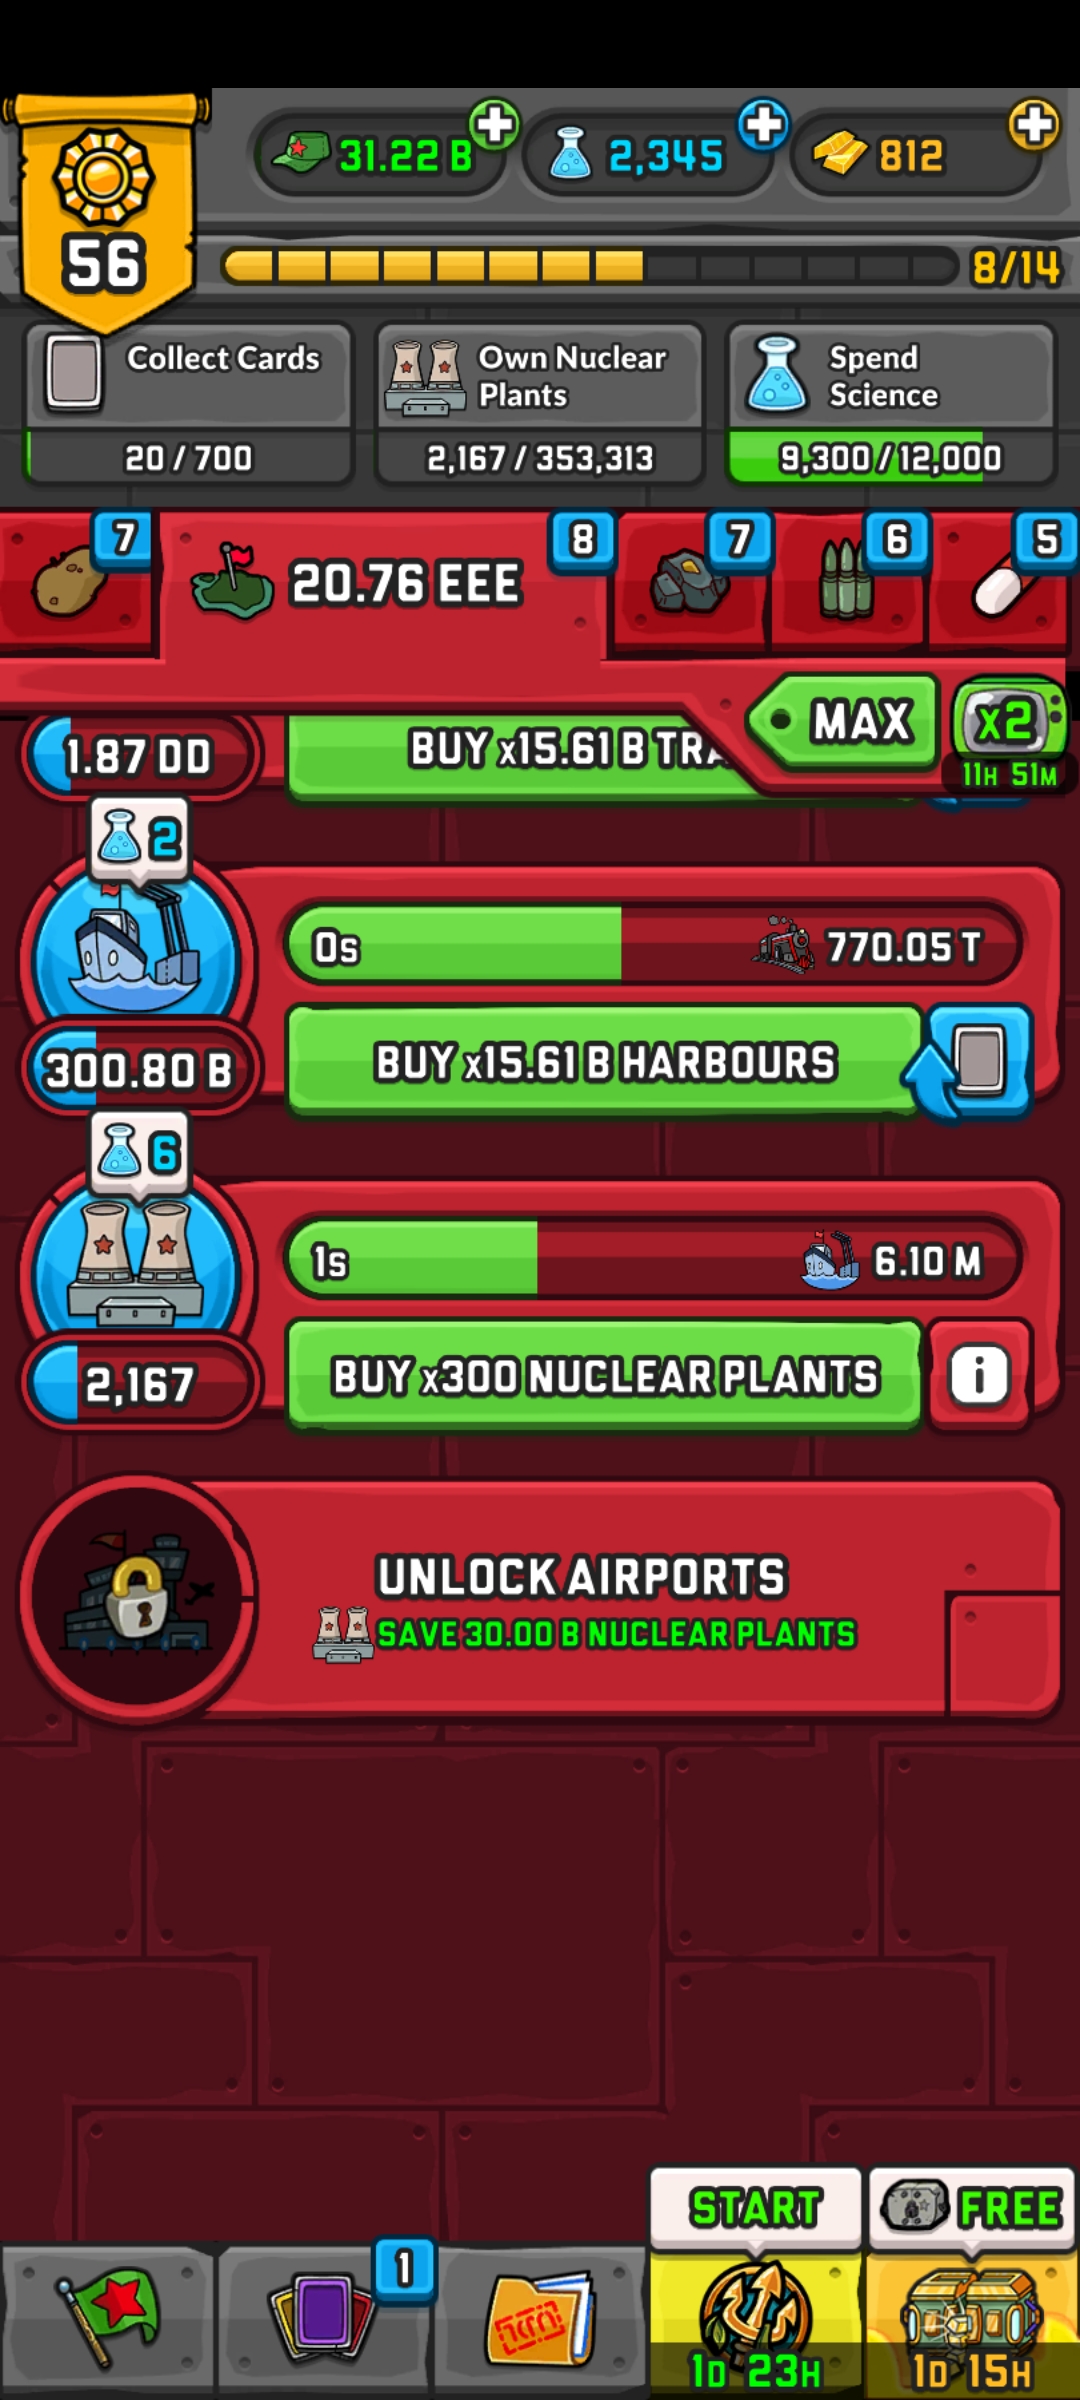 31.22 B
2,345
812
56
8/14
Collect Cards
20 / 700
Own Nuclear
Plants
2,167 / 353,313
Spend
Science
9,300 / 12,000
7
20.76 EEE
8
7
6
5
MAX
x2
11H 51M
1.87 DD
BUY x15.61 B TRA
2
0s
770.05 T
300.80 B
BUY x15.61 B HARBOURS
6
1s
6.10 M
2,167
BUY x300 NUCLEAR PLANTS
i
UNLOCK AIRPORTS
SAVE 30.00 B NUCLEAR PLANTS
START
FREE
1
1D 23H
1D 15H